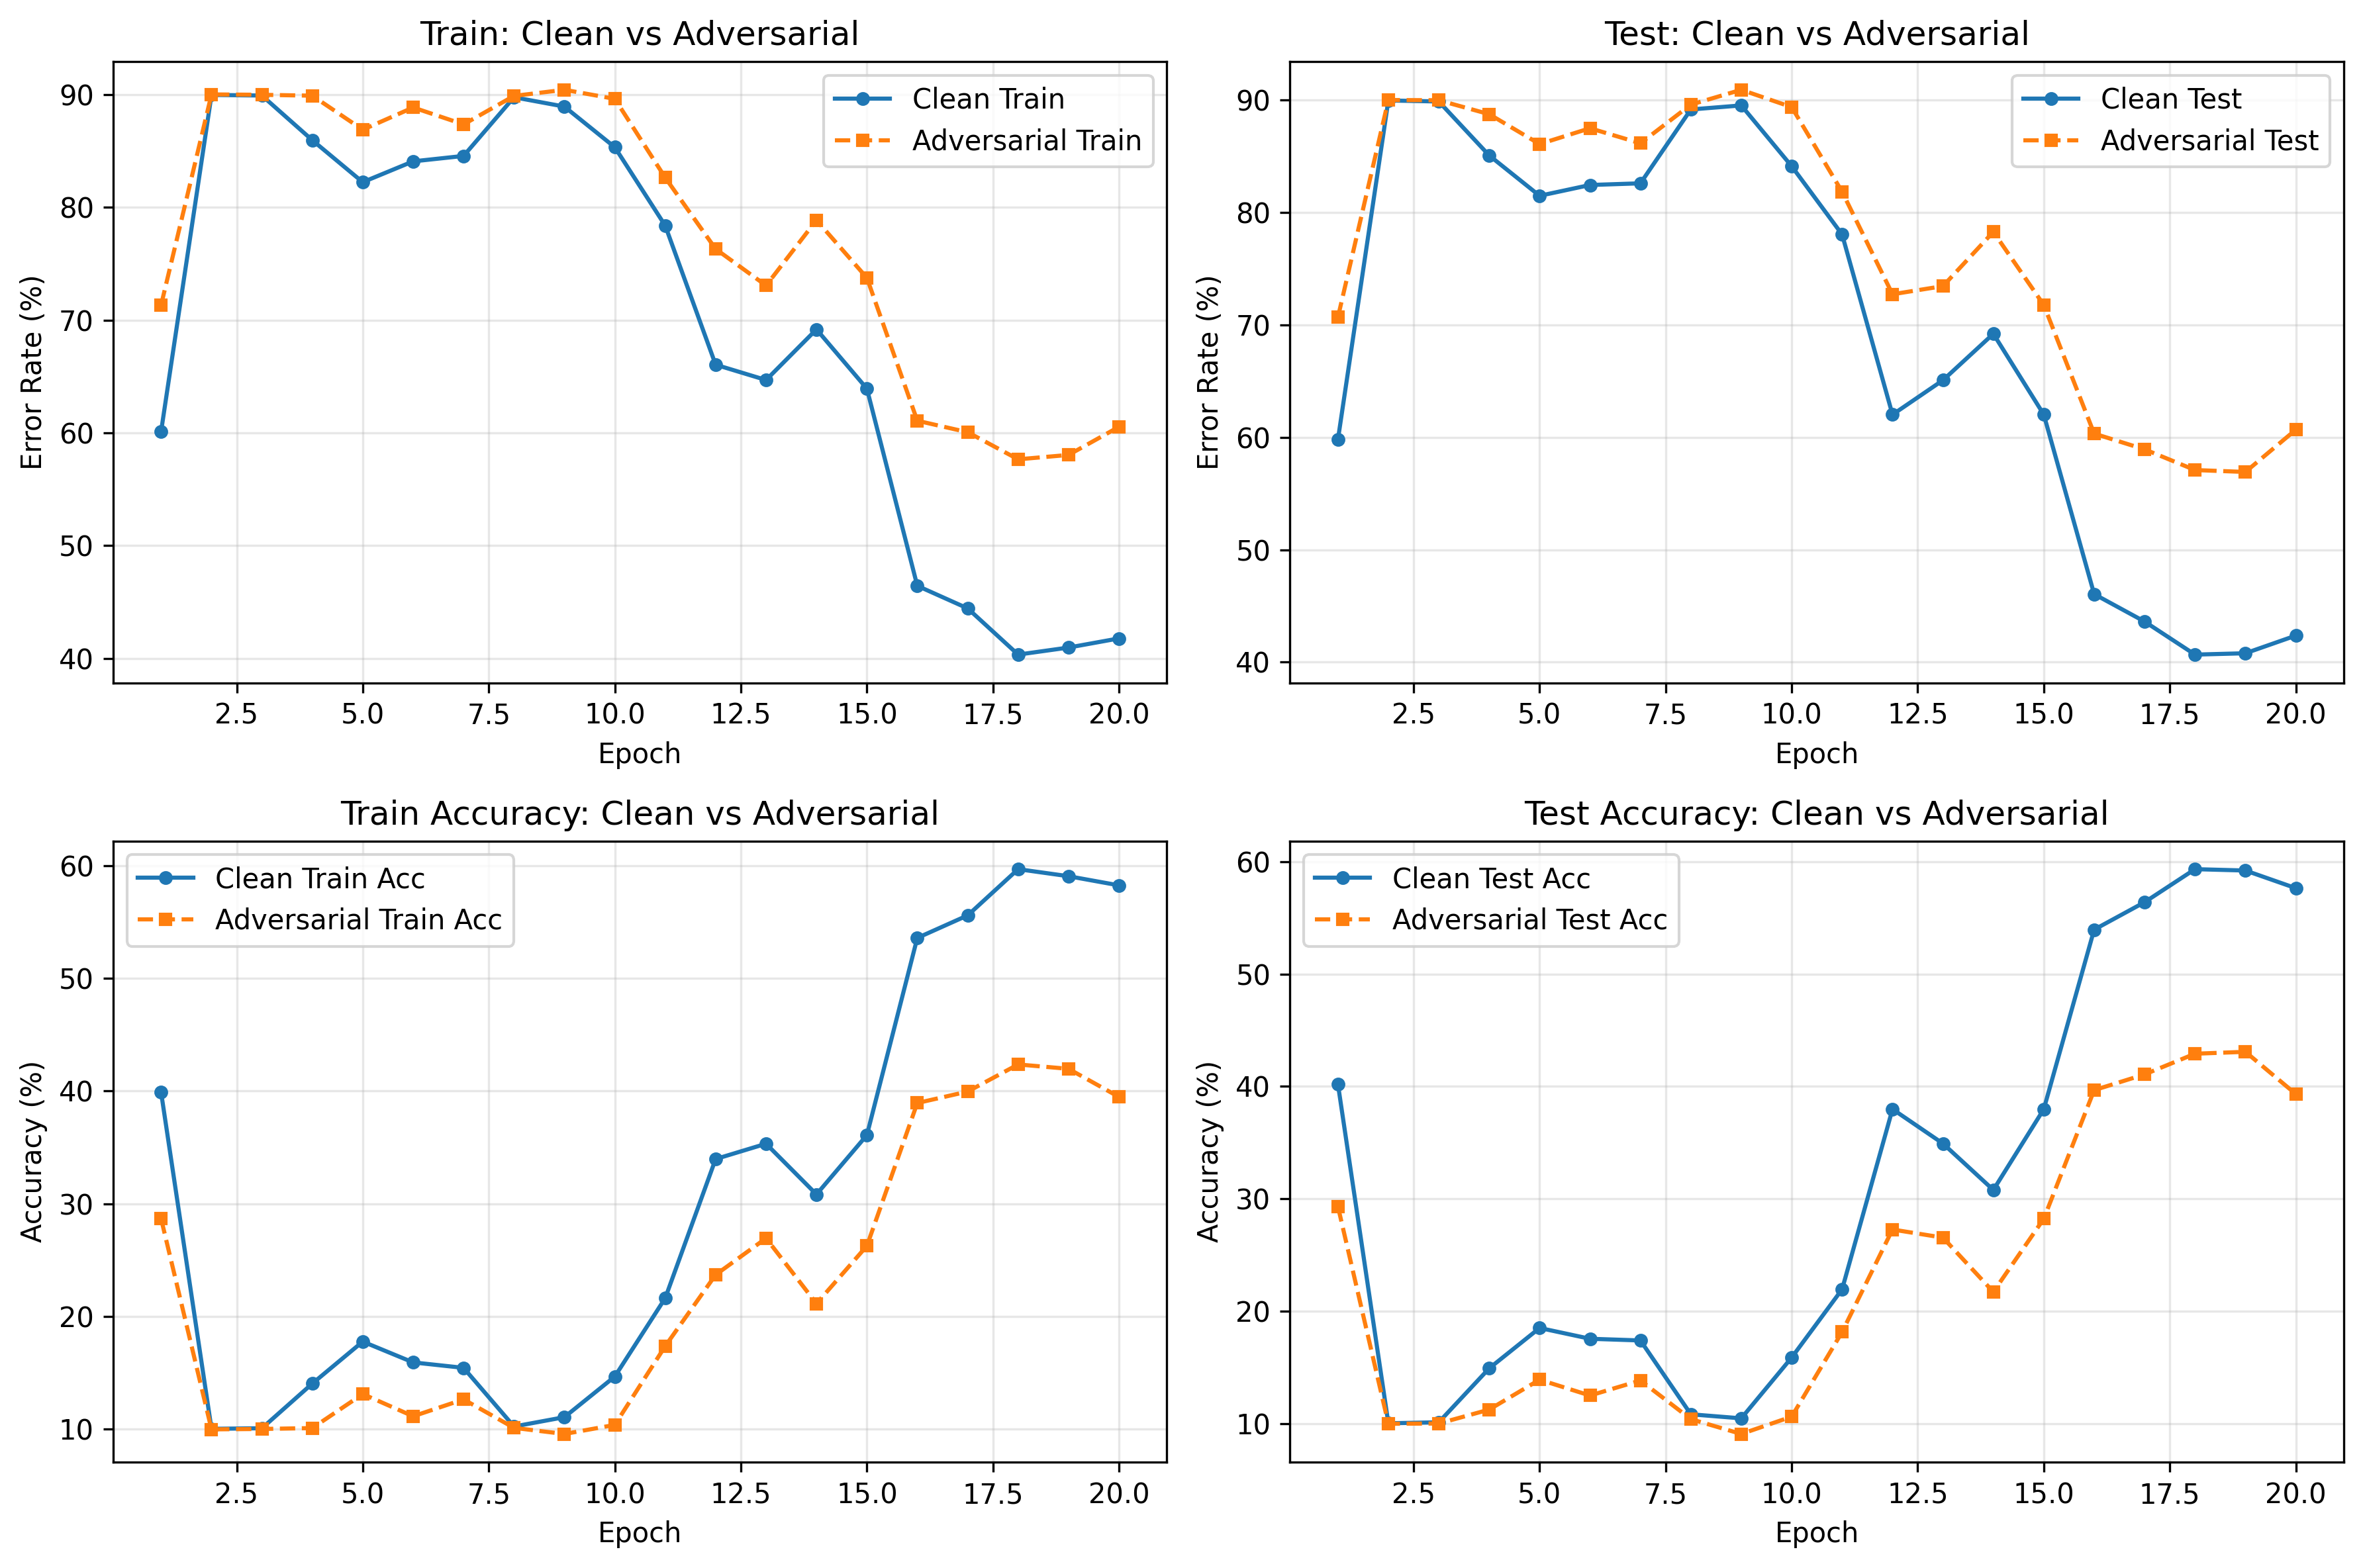 Train: Clean vs Adversarial
Clean Train
Adversarial Train
Error Rate (%)
90
80
70
60
50
40
2.5 5.0 7.5 10.0 12.5 15.0 17.5 20.0
Epoch
Test: Clean vs Adversarial
Clean Test
Adversarial Test
Error Rate (%)
90
80
70
60
50
40
2.5 5.0 7.5 10.0 12.5 15.0 17.5 20.0
Epoch
Train Accuracy: Clean vs Adversarial
Clean Train Acc
Adversarial Train Acc
Accuracy (%)
60
50
40
30
20
10
2.5 5.0 7.5 10.0 12.5 15.0 17.5 20.0
Epoch
Test Accuracy: Clean vs Adversarial
Clean Test Acc
Adversarial Test Acc
Accuracy (%)
60
50
40
30
20
10
2.5 5.0 7.5 10.0 12.5 15.0 17.5 20.0
Epoch